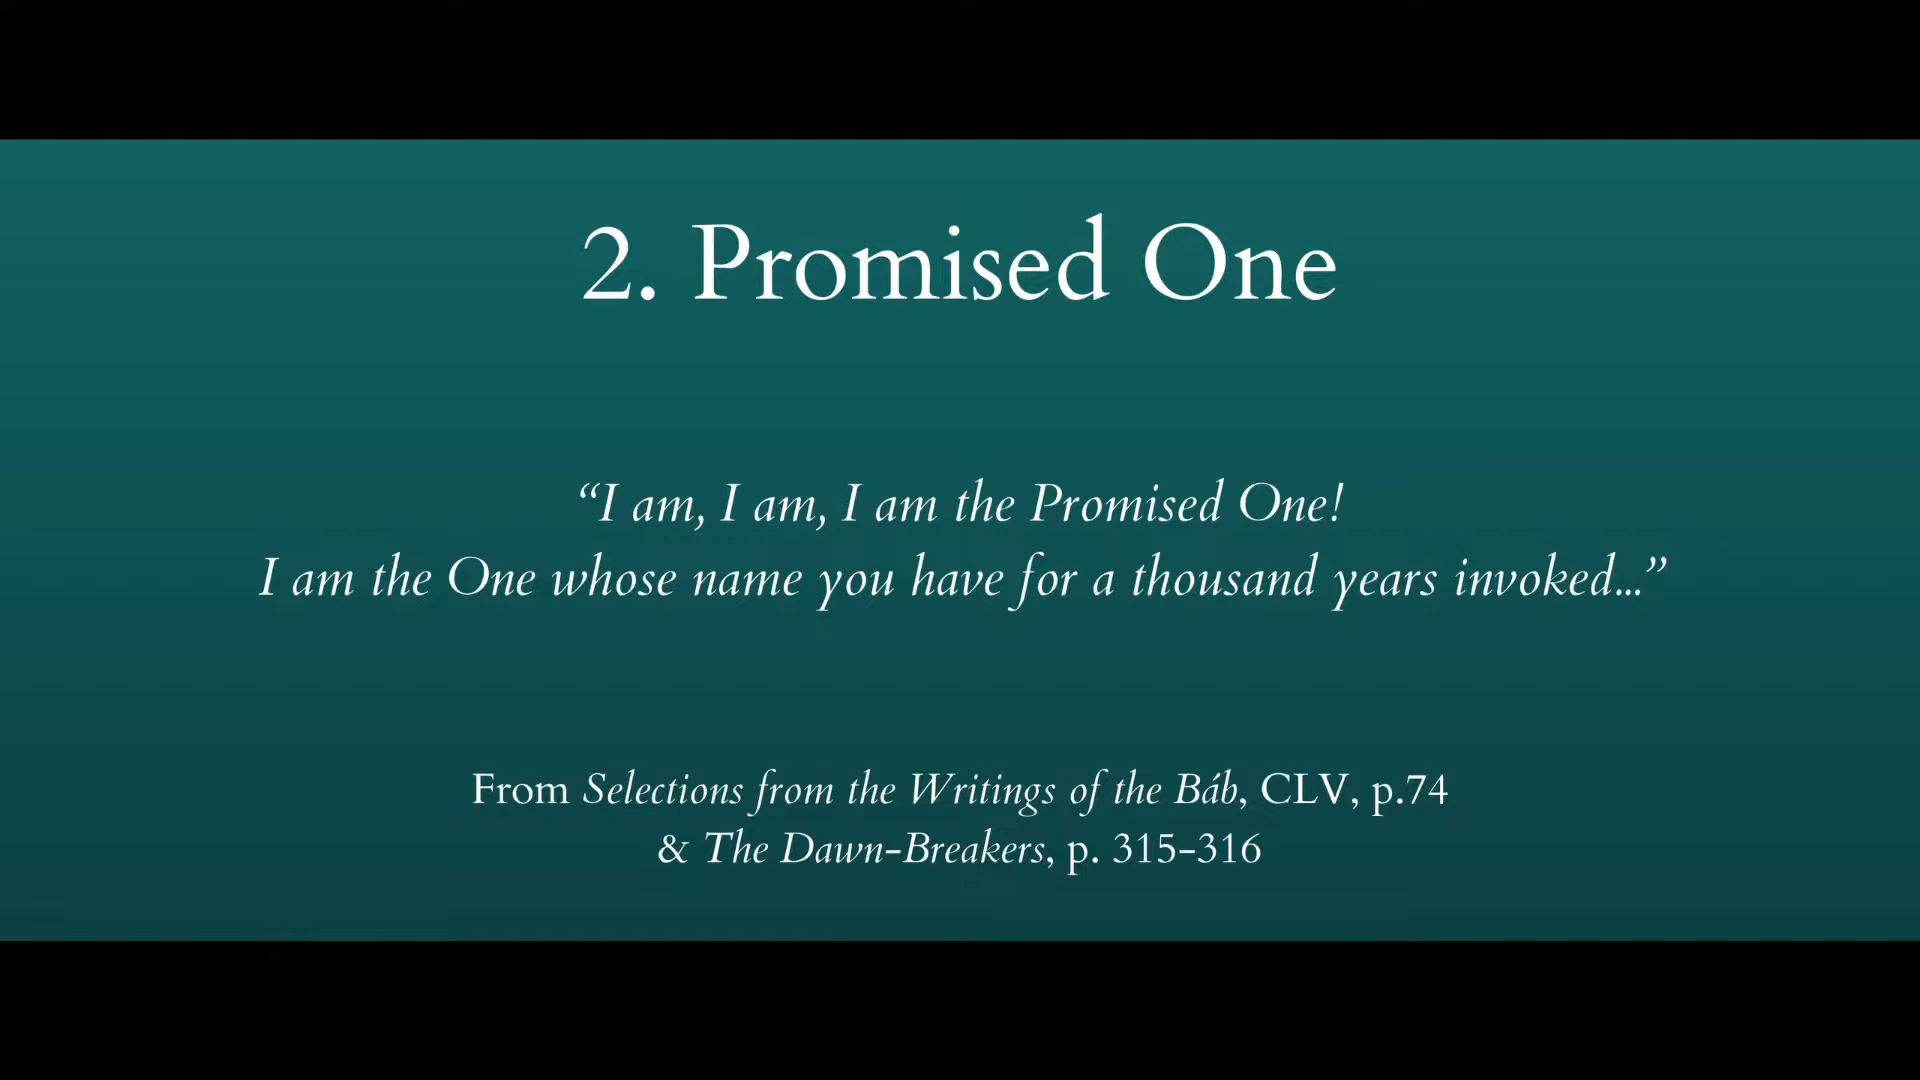 2. Promised One
“I am, I am, I am the Promised One!
I am the One whose name you have for a thousand years invoked...”
From Selections from the Writings of the Báb, CLV, p.74
& The Dawn-Breakers, p. 315-316